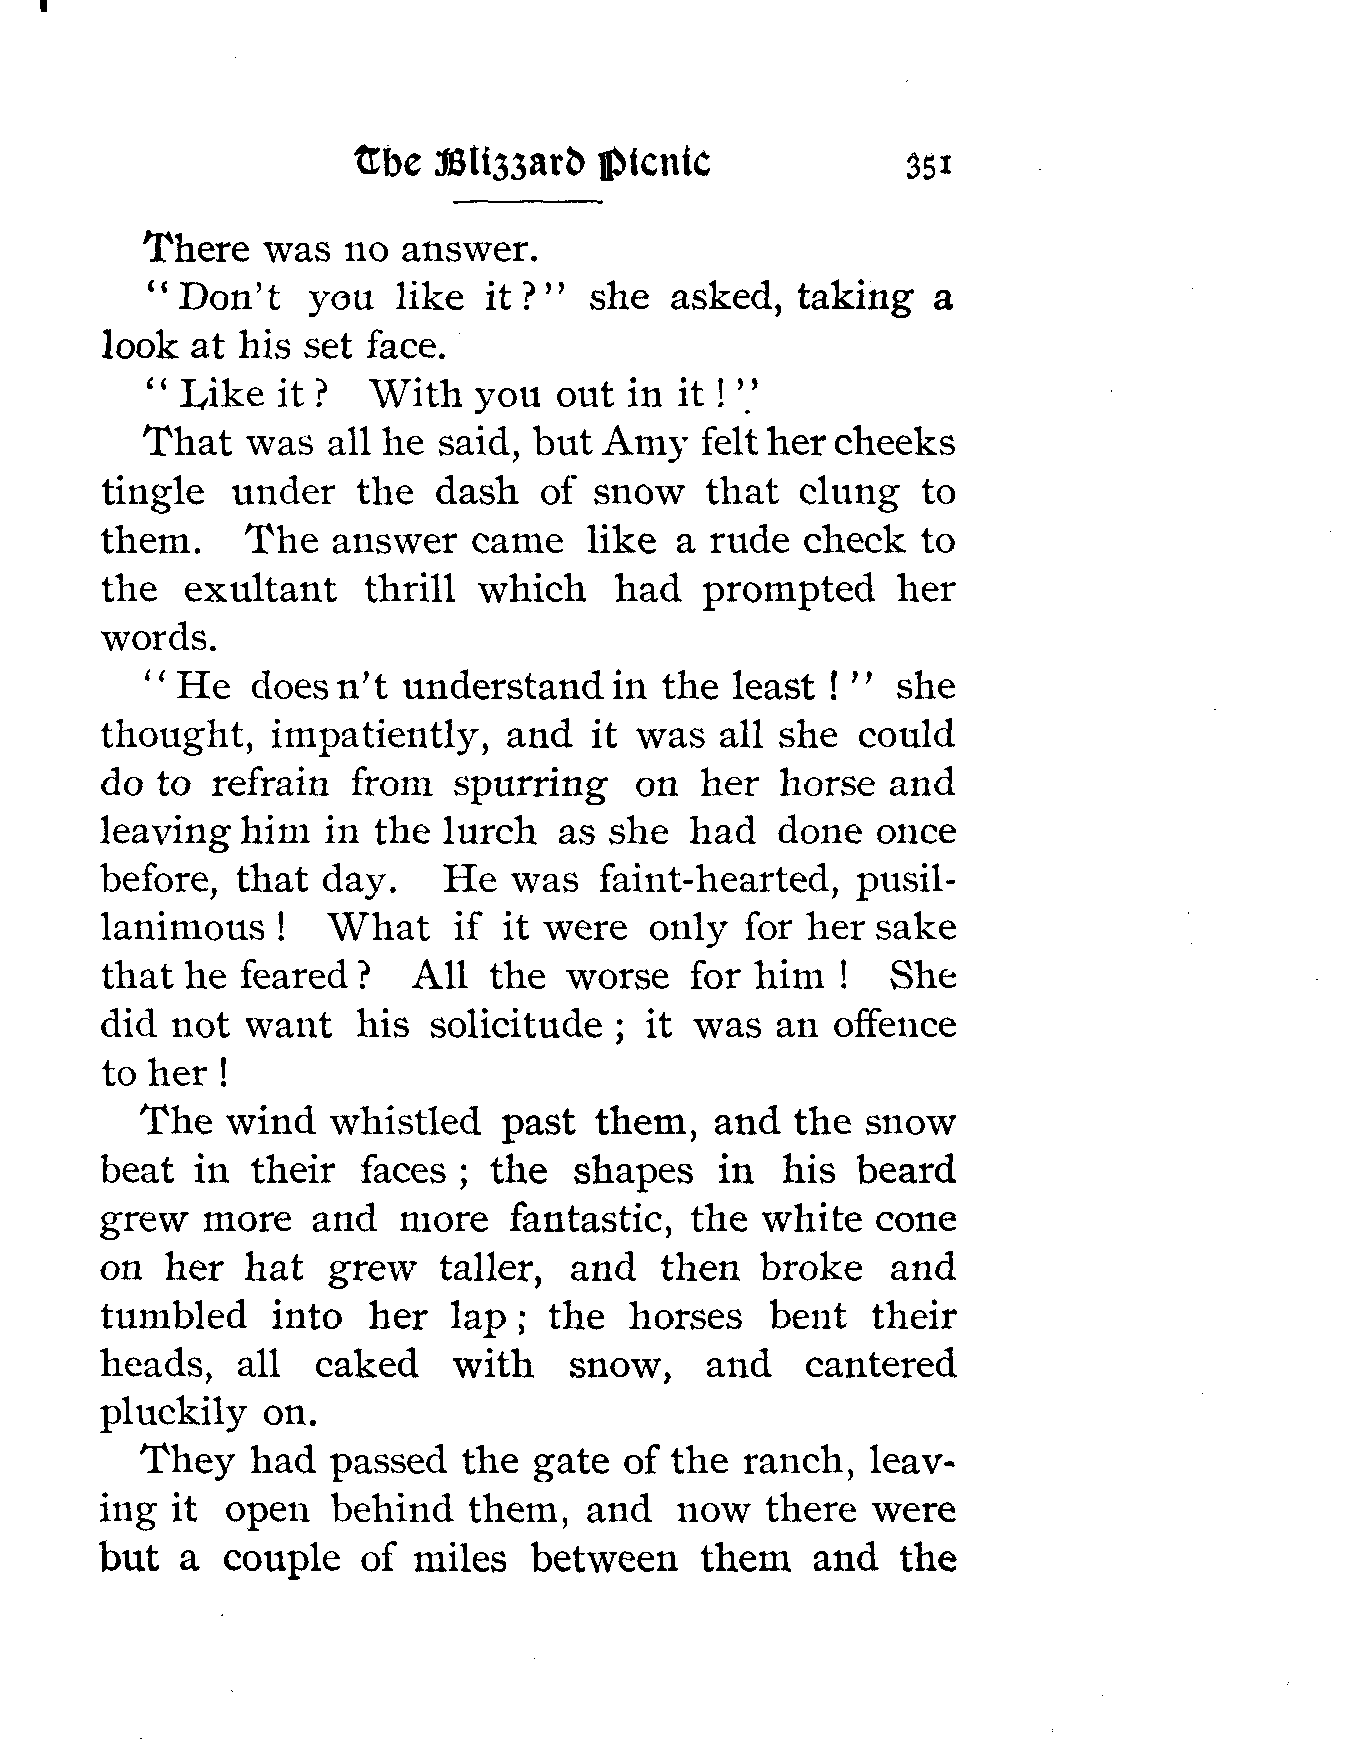 The Blizzard Picnic 351
There was no answer.
"Don't you like it?" she asked, taking a
look at his set face.
"Like it? With you out in it!"
That was all he said, but Amy felt her cheeks
tingle under the dash of snow that clung to
them. The answer came like a rude check to
the exultant thrill which had prompted her
words.
"He does n't understand in the least!" she
thought, impatiently, and it was all she could
do to refrain from spurring on her horse and
leaving him in the lurch as she had done once
before, that day. He was faint-hearted, pusil-
lanimous! What if it were only for her sake
that he feared? All the worse for him! She
did not want his solicitude; it was an offence
to her!
The wind whistled past them, and the snow
beat in their faces; the shapes in his beard
grew more and more fantastic, the white cone
on her hat grew taller, and then broke and
tumbled into her lap; the horses bent their
heads, all caked with snow, and cantered
pluckily on.
They had passed the gate of the ranch, leav-
ing it open behind them, and now there were
but a couple of miles between them and the